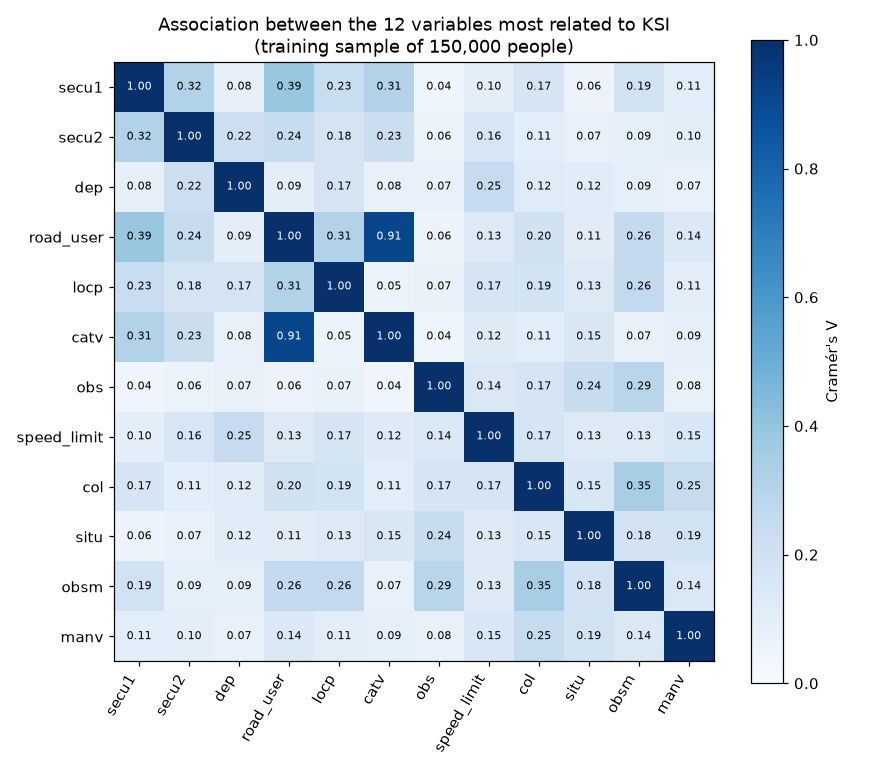 Association between the 12 variables most related to KSI
(training sample of 150,000 people)
secu1 1.00 0.32 0.08 0.39 0.23 0.31 0.04 0.10 0.17 0.06 0.19 0.11
secu2 0.32 1.00 0.22 0.24 0.18 0.23 0.06 0.16 0.11 0.07 0.09 0.10
dep 0.08 0.22 1.00 0.09 0.17 0.08 0.07 0.25 0.12 0.12 0.09 0.07
road_user 0.39 0.24 0.09 1.00 0.31 0.91 0.06 0.13 0.20 0.11 0.26 0.14
locp 0.23 0.18 0.17 0.31 1.00 0.05 0.07 0.17 0.19 0.13 0.26 0.11
catv 0.31 0.23 0.08 0.91 0.05 1.00 0.04 0.12 0.11 0.15 0.07 0.09
obs 0.04 0.06 0.07 0.06 0.07 0.04 1.00 0.14 0.17 0.24 0.29 0.08
speed_limit 0.10 0.16 0.25 0.13 0.17 0.12 0.14 1.00 0.17 0.13 0.13 0.15
col 0.17 0.11 0.12 0.20 0.19 0.11 0.17 0.17 1.00 0.15 0.35 0.25
situ 0.06 0.07 0.12 0.11 0.13 0.15 0.24 0.13 0.15 1.00 0.18 0.19
obsm 0.19 0.09 0.09 0.26 0.26 0.07 0.29 0.13 0.35 0.18 1.00 0.14
manv 0.11 0.10 0.07 0.14 0.11 0.09 0.08 0.15 0.25 0.19 0.14 1.00
secu1 secu2 dep road_user locp catv obs speed_limit col situ obsm manv
1.0
0.8
0.6
0.4
0.2
0.0
Cramér's V